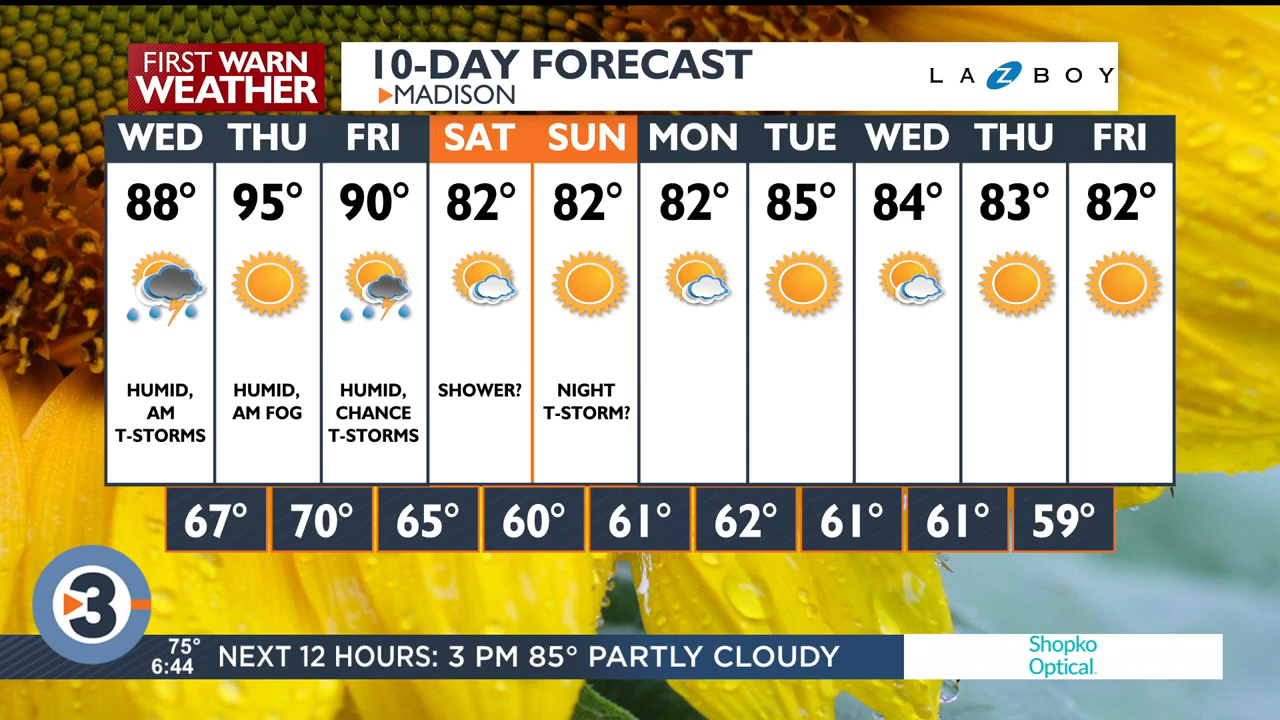 FIRST WARN
WEATHER
10-DAY FORECAST
MADISON
LA Z BOY
WED THU FRI SAT SUN MON TUE WED THU FRI
88° 95° 90° 82° 82° 82° 85° 84° 83° 82°
HUMID,
AM
T-STORMS
HUMID,
AM FOG
HUMID,
CHANCE
T-STORMS
SHOWER?
NIGHT
T-STORM?
67° 70° 65° 60° 61° 62° 61° 61° 59°
3
75°
6:44
NEXT 12 HOURS: 3 PM 85° PARTLY CLOUDY
Shopko
Optical.